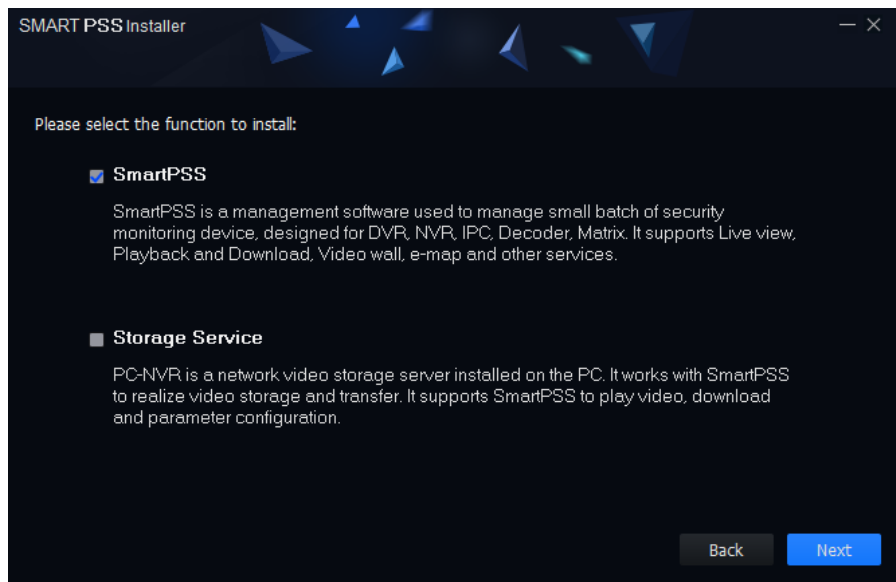 SMART PSS Installer
Please select the function to install:
SmartPSS
SmartPSS is a management software used to manage small batch of security
monitoring device, designed for DVR, NVR, IPC, Decoder, Matrix. It supports Live view,
Playback and Download, Video wall, e-map and other services.
Storage Service
PC-NVR is a network video storage server installed on the PC. It works with SmartPSS
to realize video storage and transfer. It supports SmartPSS to play video, download
and parameter configuration.
Back
Next